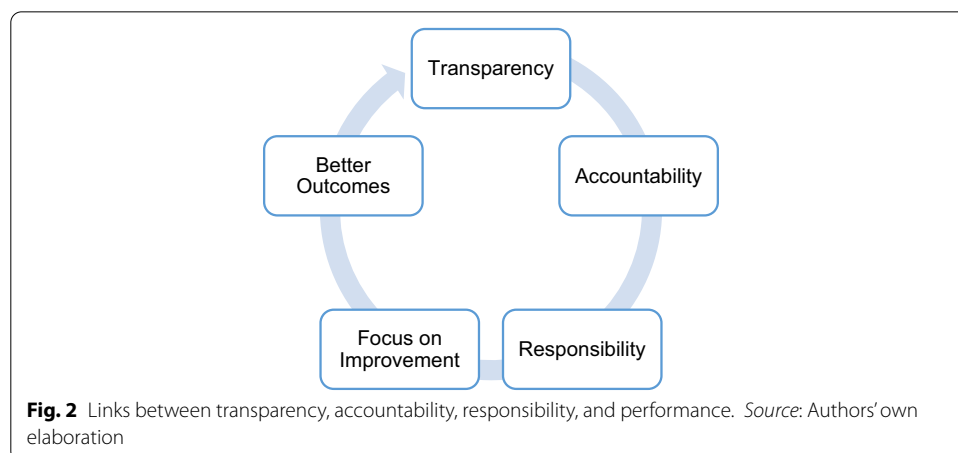 Transparency
Accountability
Responsibility
Focus on
Improvement
Better
Outcomes
Fig. 2 Links between transparency, accountability, responsibility, and performance. Source: Authors' own
elaboration